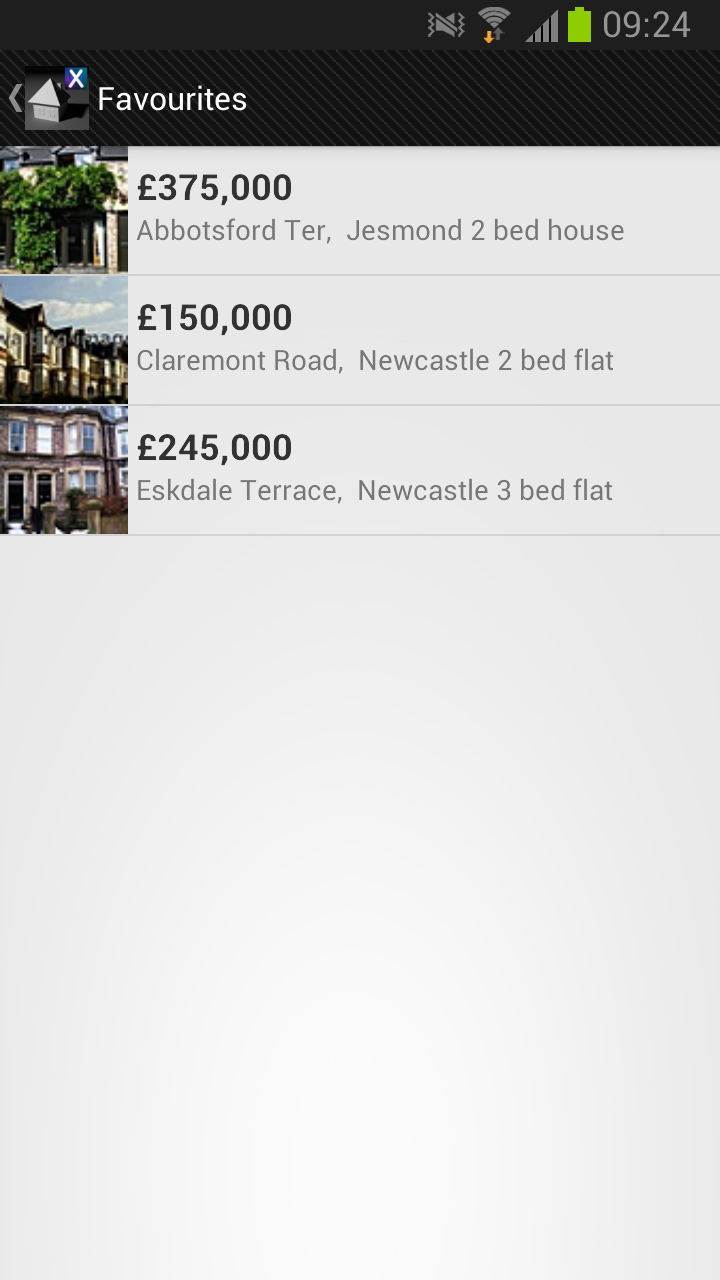 09:24
X
Favourites
£375,000
Abbotsford Ter,  Jesmond 2 bed house
£150,000
Claremont Road,  Newcastle 2 bed flat
£245,000
Eskdale Terrace,  Newcastle 3 bed flat